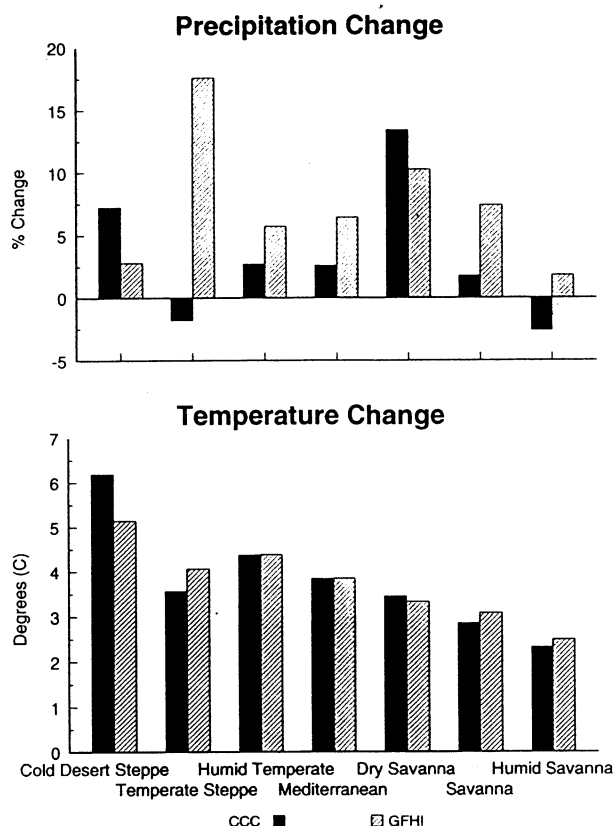 Precipitation Change
20
15
10
5
0
-5
% Change
Temperature Change
7
6
5
4
3
2
1
0
Degrees (C)
Cold Desert Steppe Humid Temperate Dry Savanna Humid Savanna
Temperate Steppe Mediterranean Savanna
CCC GFHI